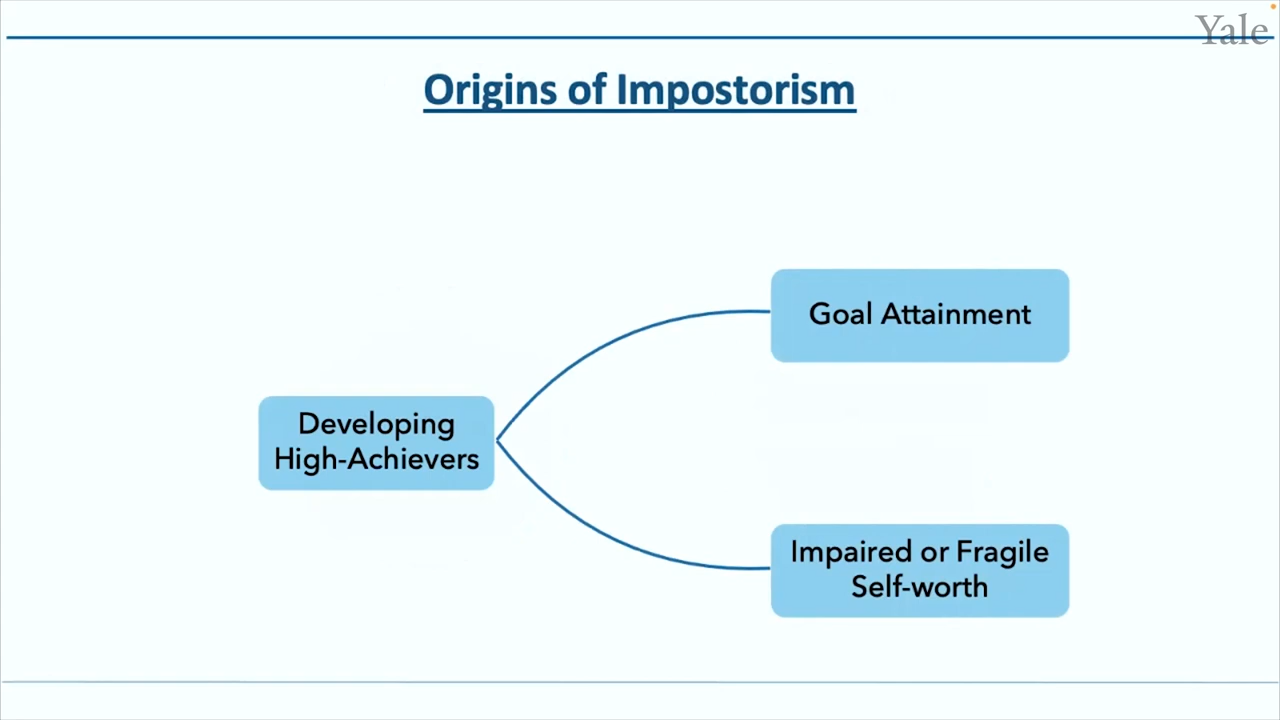 Yale
Origins of Impostorism
Goal Attainment
Developing
High-Achievers
Impaired or Fragile
Self-worth